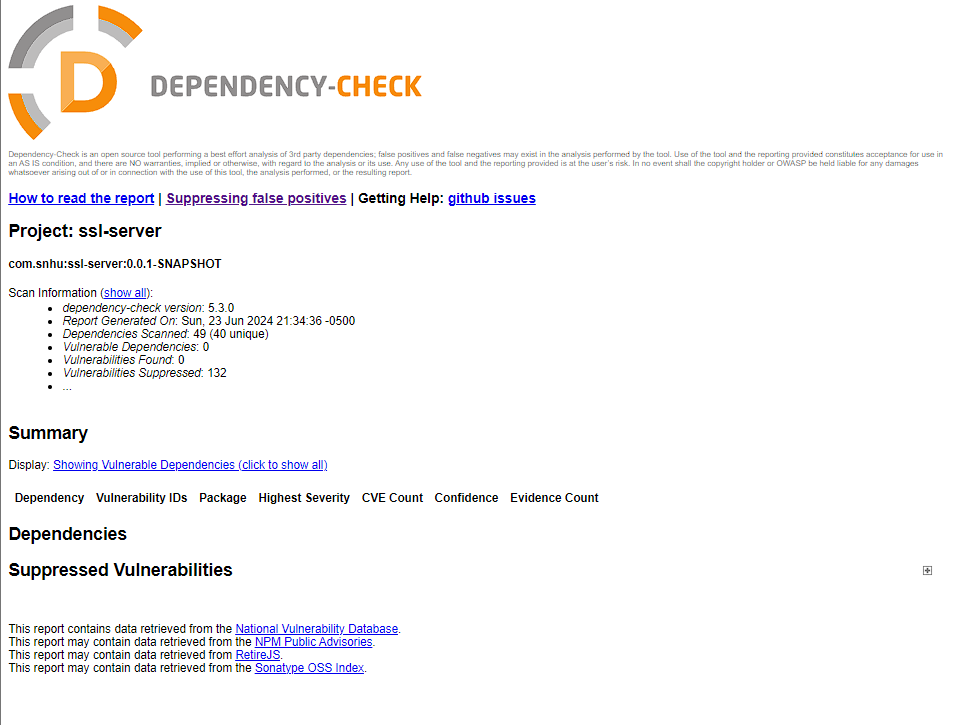 D
DEPENDENCY-CHECK
Dependency-Check is an open source tool performing a best effort analysis of 3rd party dependencies; false positives and false negatives may exist in the analysis performed by the tool. Use of the tool and the reporting provided constitutes acceptance for use in
an AS IS condition, and there are NO warranties, implied or otherwise, with regard to the analysis or its use. Any use of the tool and the reporting provided is at the user's risk. In no event shall the copyright holder or OWASP be held liable for any damages
whatsoever arising out of or in connection with the use of this tool, the analysis performed, or the resulting report.
How to read the report | Suppressing false positives | Getting Help: github issues
Project: ssl-server
com.snhu:ssl-server:0.0.1-SNAPSHOT
Scan Information (show all):
• dependency-check version: 5.3.0
• Report Generated On: Sun, 23 Jun 2024 21:34:36 -0500
• Dependencies Scanned: 49 (40 unique)
• Vulnerable Dependencies: 0
• Vulnerabilities Found: 0
• Vulnerabilities Suppressed: 132
• ...
Summary
Display: Showing Vulnerable Dependencies (click to show all)
Dependency Vulnerability IDs Package Highest Severity CVE Count Confidence Evidence Count
Dependencies
Suppressed Vulnerabilities
This report contains data retrieved from the National Vulnerability Database.
This report may contain data retrieved from the NPM Public Advisories.
This report may contain data retrieved from RetireJS.
This report may contain data retrieved from the Sonatype OSS Index.